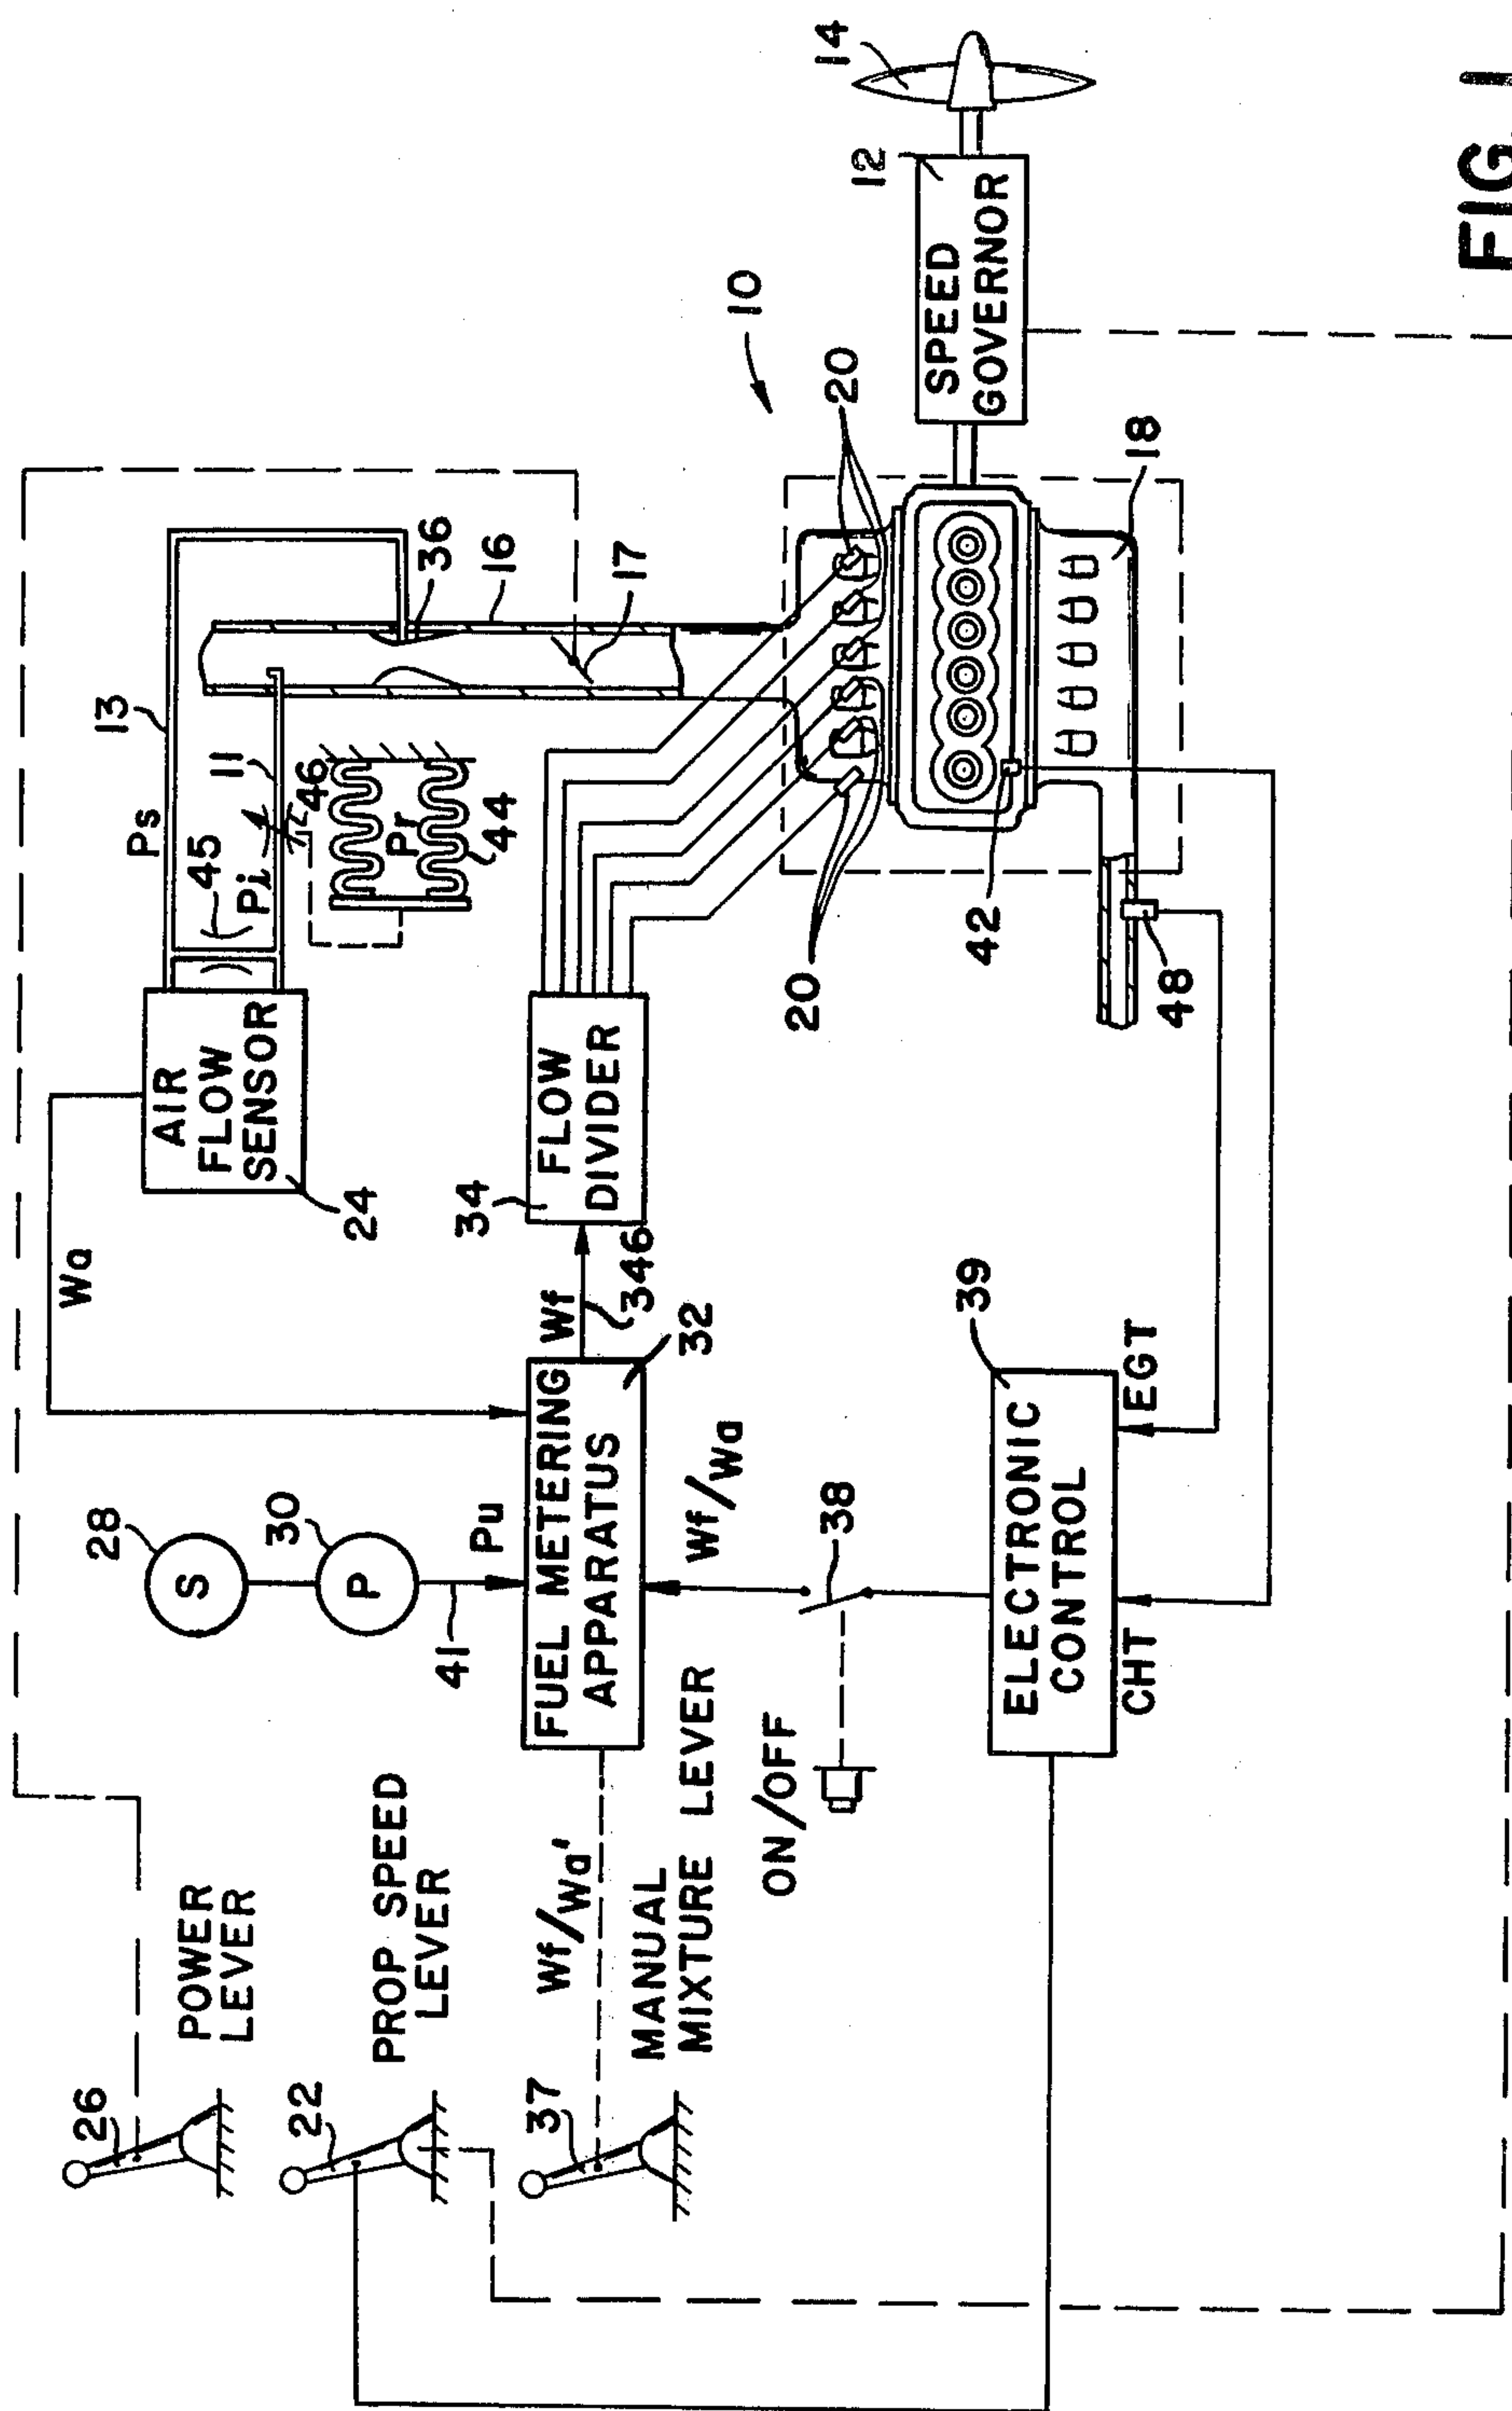 26
POWER
LEVER
22
PROP SPEED
LEVER
37
Wf/Wa'
MANUAL
MIXTURE LEVER
28
S
30
P
41
Pu
FUEL METERING
APPARATUS
32
Wf
346
Wa
Wf/Wa
38
ON/OFF
39
ELECTRONIC
CONTROL
CHT
EGT
AIR
FLOW
SENSOR
24
34
FLOW
DIVIDER
Ps
13
45
Pi
11
46
Pr
44
36
16
17
10
20
20
42
48
18
12
SPEED
GOVERNOR
14
FIG. 1